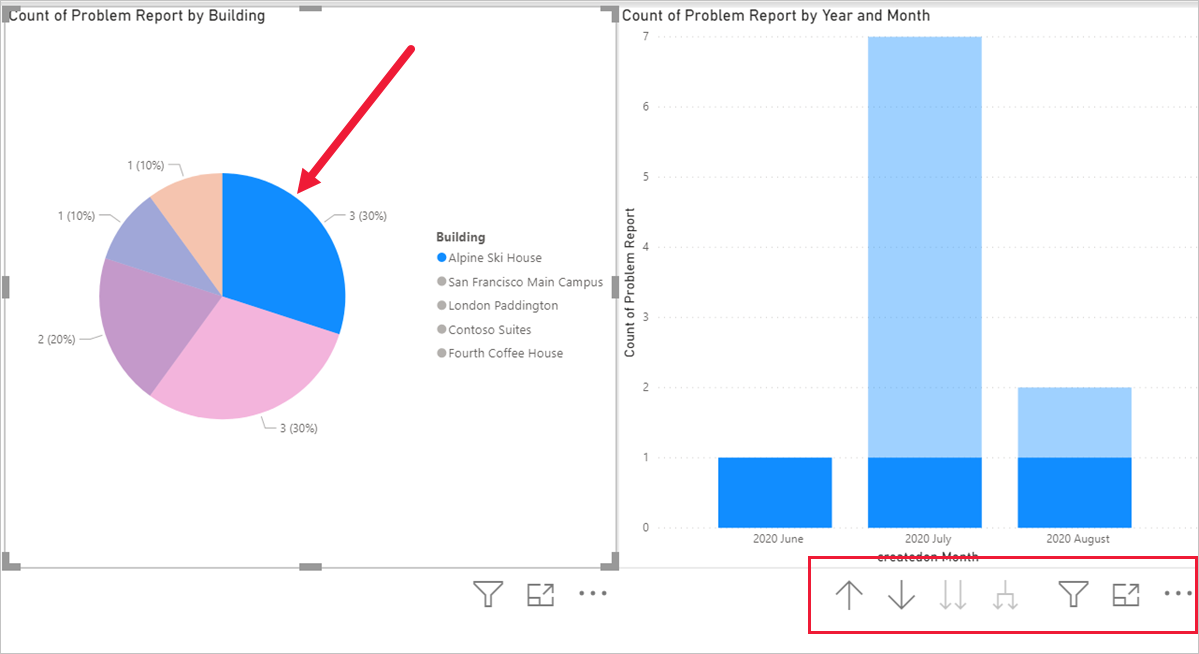 Count of Problem Report by Building
1 (10%)
1 (10%)
3 (30%)
2 (20%)
3 (30%)
Building
Alpine Ski House
San Francisco Main Campus
London Paddington
Contoso Suites
Fourth Coffee House
Count of Problem Report by Year and Month
Count of Problem Report
7
6
5
4
3
2
1
0
2020 June
2020 July
2020 August
createdon Month